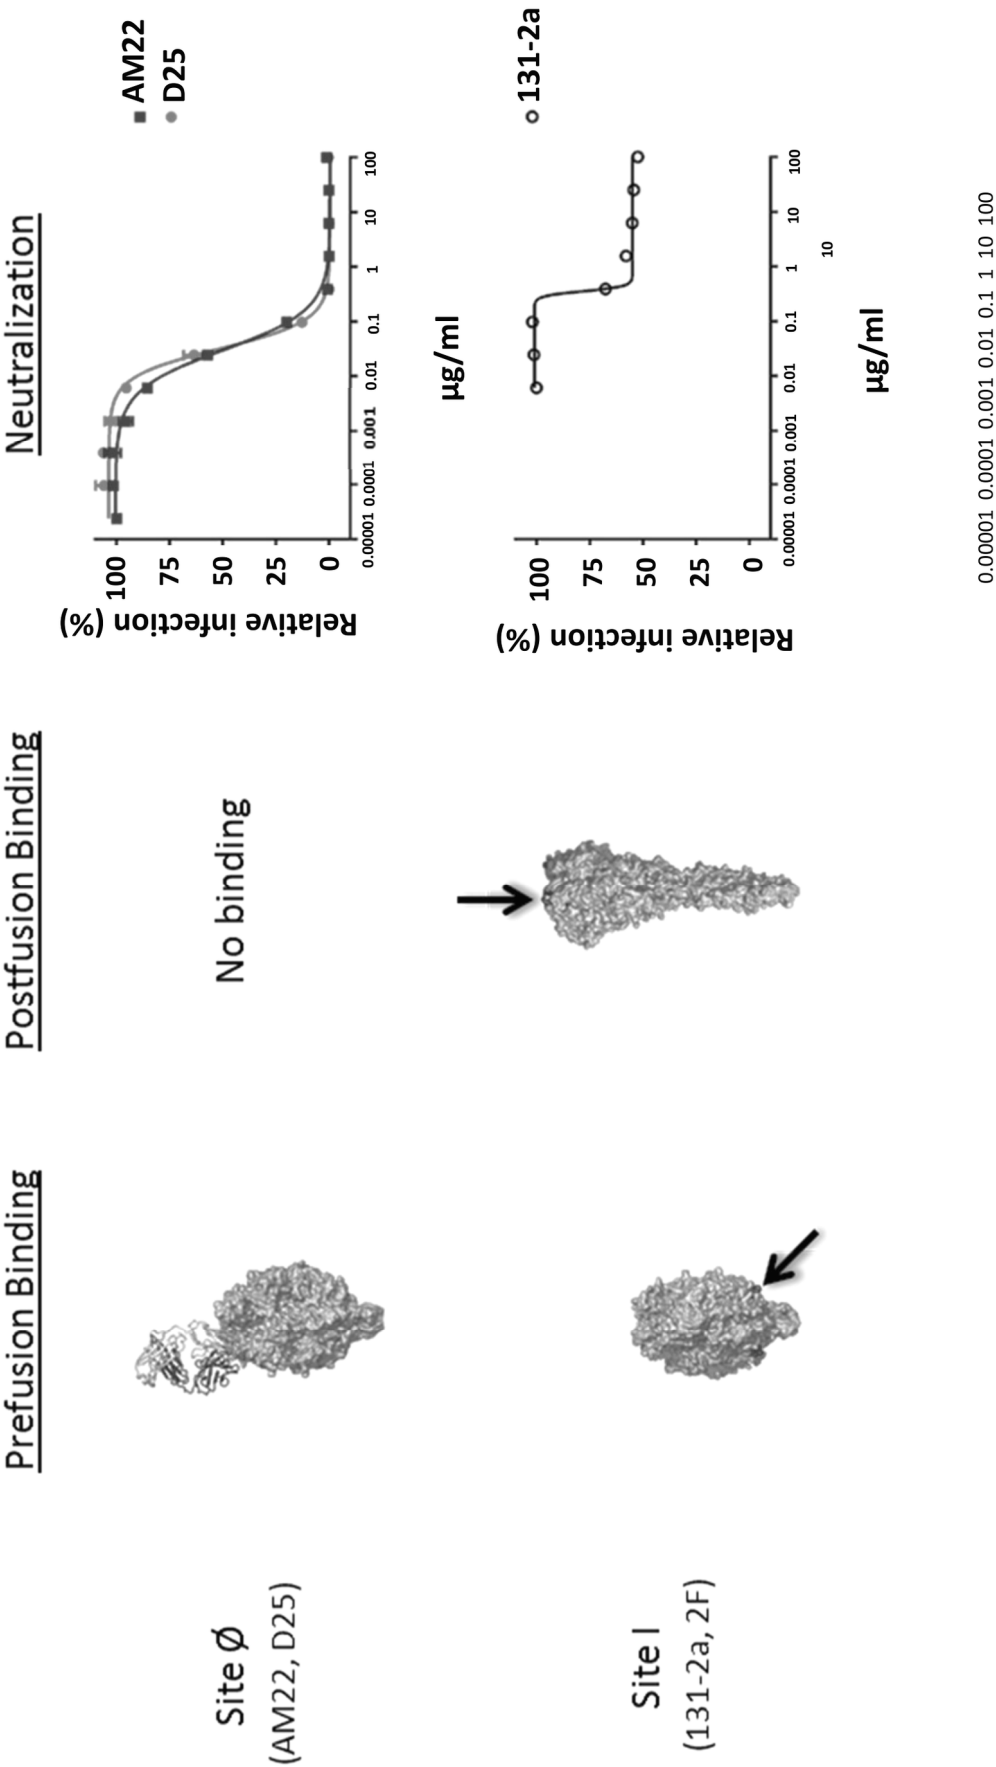 Prefusion Binding
Postfusion Binding
Neutralization
Site Ø
(AM22, D25)
No binding
Relative infection (%)
100
75
50
25
0
0.00001 0.0001 0.001 0.01 0.1 1 10 100
µg/ml
AM22
D25
Site I
(131-2a, 2F)
Relative infection (%)
100
75
50
25
0
0.00001 0.0001 0.001 0.01 0.1 1 10 100
10
µg/ml
131-2a
0.00001 0.0001 0.001 0.01 0.1 1 10 100